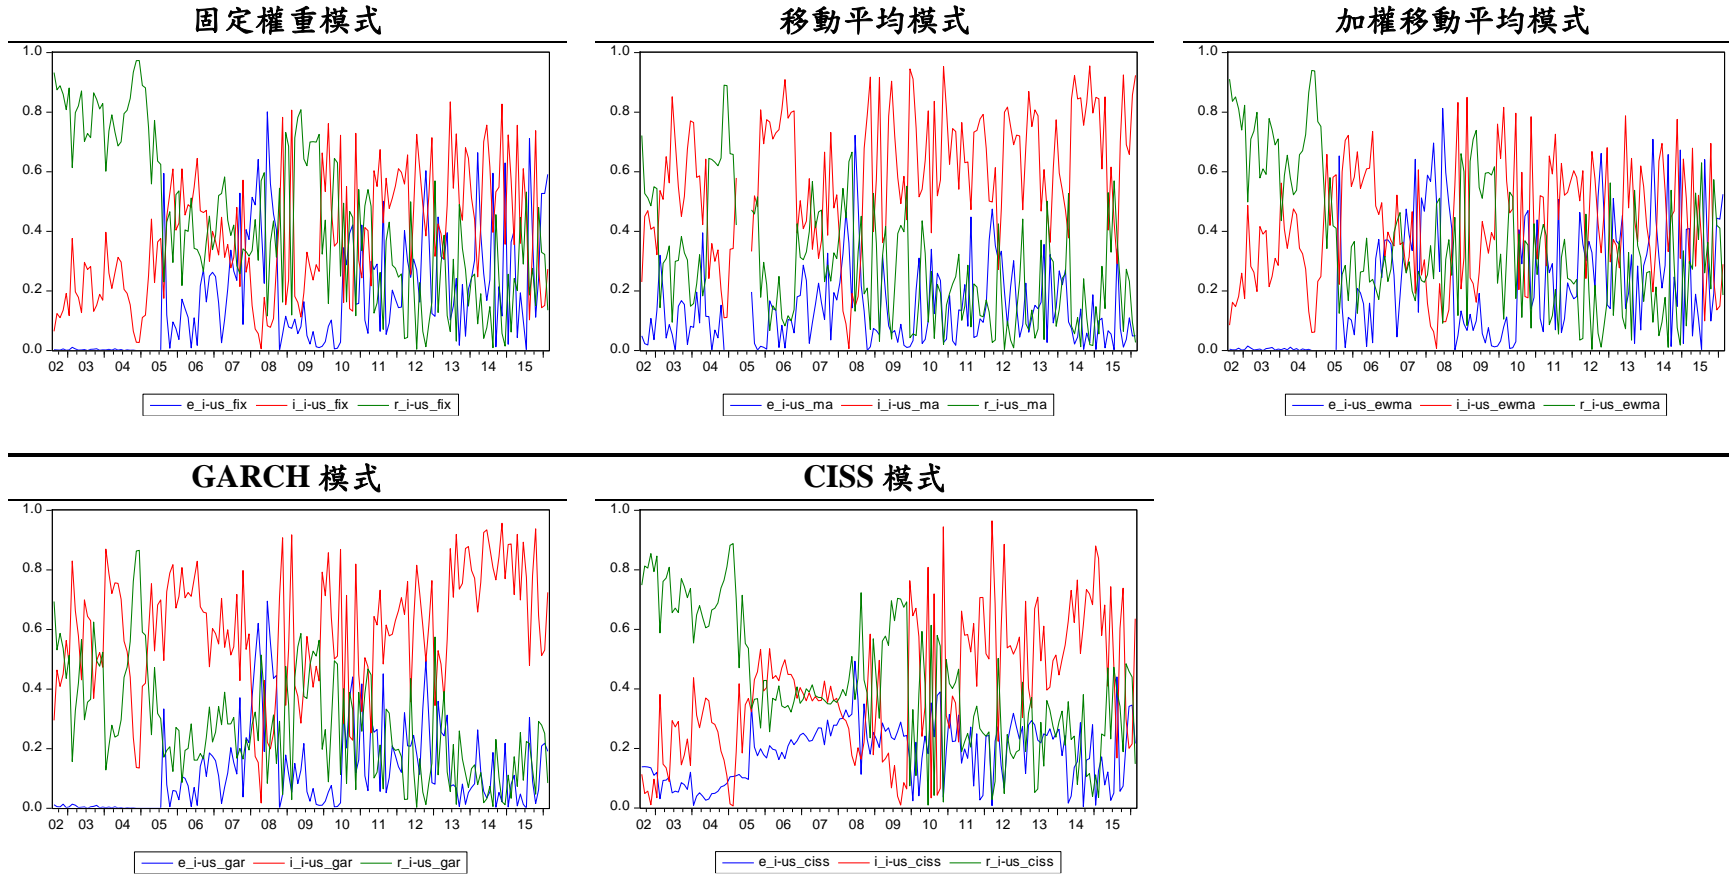 固定權重模式
移動平均模式
加權移動平均模式
1.0
0.8
0.6
0.4
0.2
0.0
02 03 04 05 06 07 08 09 10 11 12 13 14 15
e_i-us_fix i_i-us_fix r_i-us_fix
1.0
0.8
0.6
0.4
0.2
0.0
02 03 04 05 06 07 08 09 10 11 12 13 14 15
e_i-us_ma i_i-us_ma r_i-us_ma
1.0
0.8
0.6
0.4
0.2
0.0
02 03 04 05 06 07 08 09 10 11 12 13 14 15
e_i-us_ewma i_i-us_ewma r_i-us_ewma
GARCH 模式
CISS 模式
1.0
0.8
0.6
0.4
0.2
0.0
02 03 04 05 06 07 08 09 10 11 12 13 14 15
e_i-us_gar i_i-us_gar r_i-us_gar
1.0
0.8
0.6
0.4
0.2
0.0
02 03 04 05 06 07 08 09 10 11 12 13 14 15
e_i-us_ciss i_i-us_ciss r_i-us_ciss